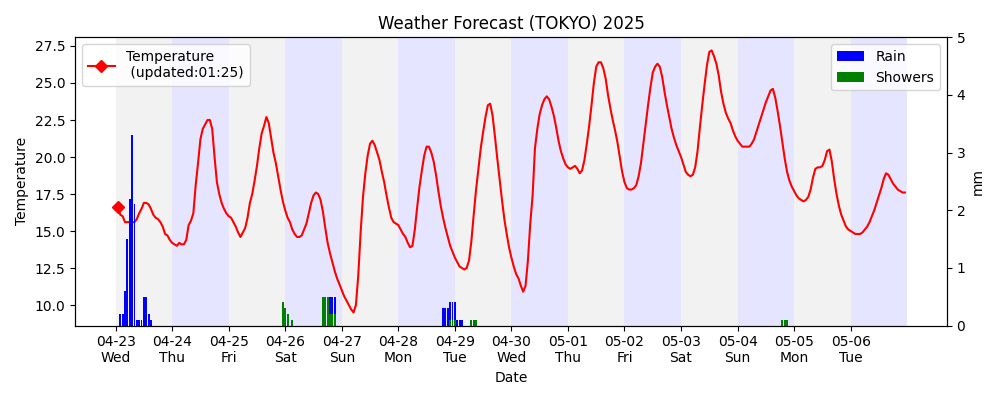 Weather Forecast (TOKYO) 2025
Temperature
(updated:01:25)
Rain
Showers
27.5
25.0
22.5
20.0
17.5
15.0
12.5
10.0
Temperature
5
4
3
2
1
0
mm
04-23 04-24 04-25 04-26 04-27 04-28 04-29 04-30 05-01 05-02 05-03 05-04 05-05 05-06
Wed Thu Fri Sat Sun Mon Tue Wed Thu Fri Sat Sun Mon Tue
Date